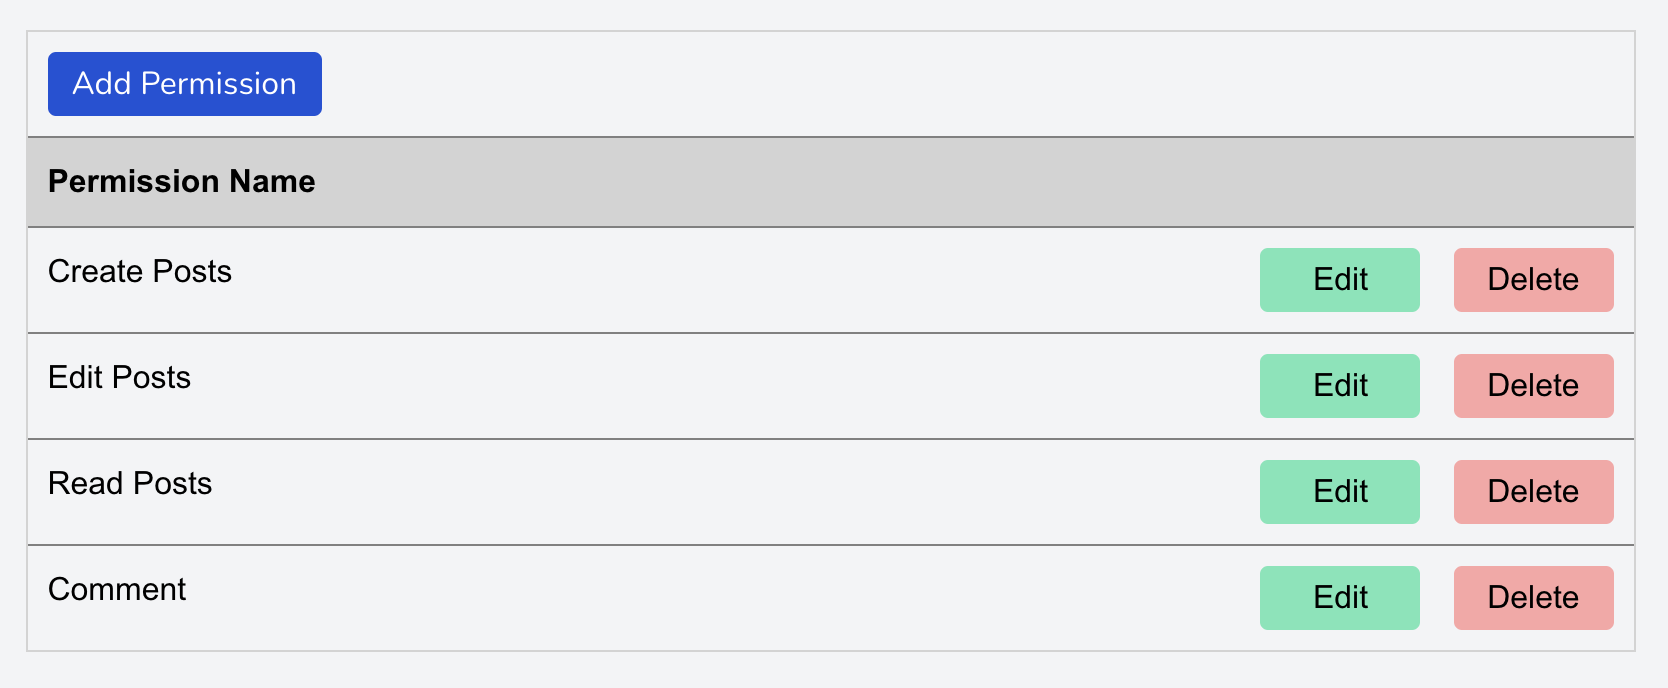 Add Permission
Permission Name
Create Posts Edit Delete
Edit Posts Edit Delete
Read Posts Edit Delete
Comment Edit Delete